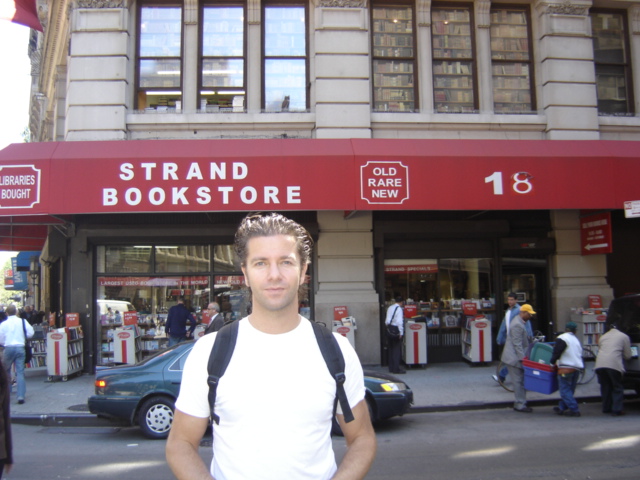 LIBRARIES
BOUGHT
STRAND
BOOKSTORE
OLD
RARE
NEW
18